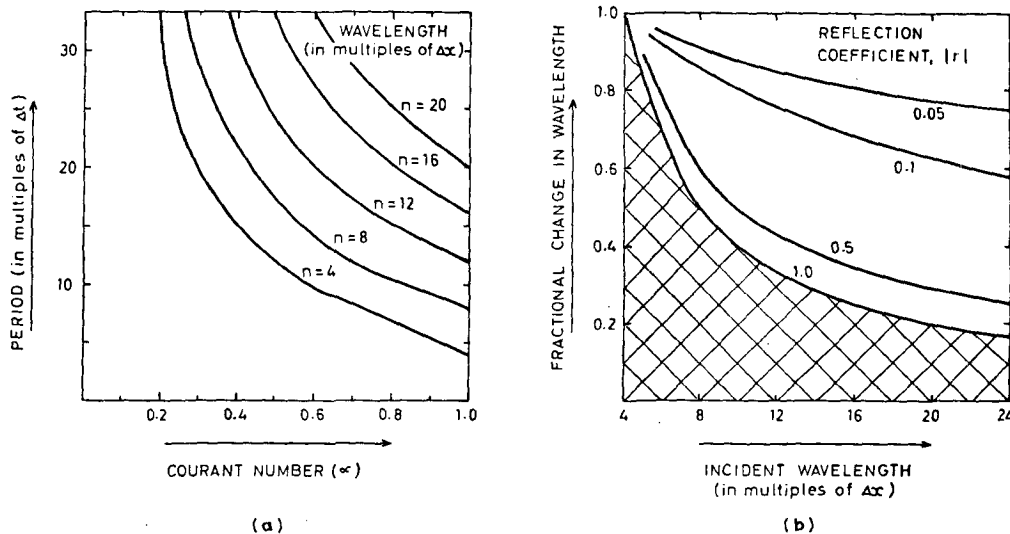 WAVELENGTH
(in multiples of Δx)
30
20
10
n = 20
n = 16
n = 12
n = 8
n = 4
PERIOD (in multiples of Δt)
0.2
0.4
0.6
0.8
1.0
COURANT NUMBER (∝)
(a)
REFLECTION
COEFFICIENT, |r|
1.0
0.8
0.6
0.4
0.2
0.05
0.1
0.5
1.0
FRACTIONAL CHANGE IN WAVELENGTH
4
8
12
16
20
24
INCIDENT WAVELENGTH
(in multiples of Δx)
(b)